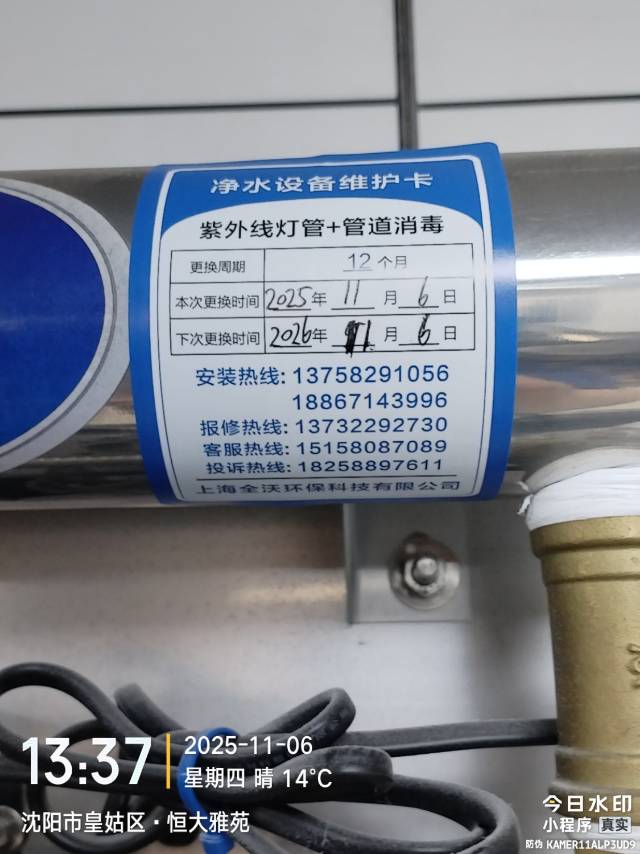 净水设备维护卡
紫外线灯管+管道消毒
更换周期 12 个月
本次更换时间 2025年 11 月 6 日
下次更换时间 2026年 11 月 6 日
安装热线: 13758291056
18867143996
报修热线: 13732292730
客服热线: 15158087089
投诉热线: 18258897611
上海全沃环保科技有限公司
13:37
2025-11-06
星期四 晴 14°C
沈阳市皇姑区·恒大雅苑
今日水印
小程序 真实
防伪 KAMER11ALP3UD9